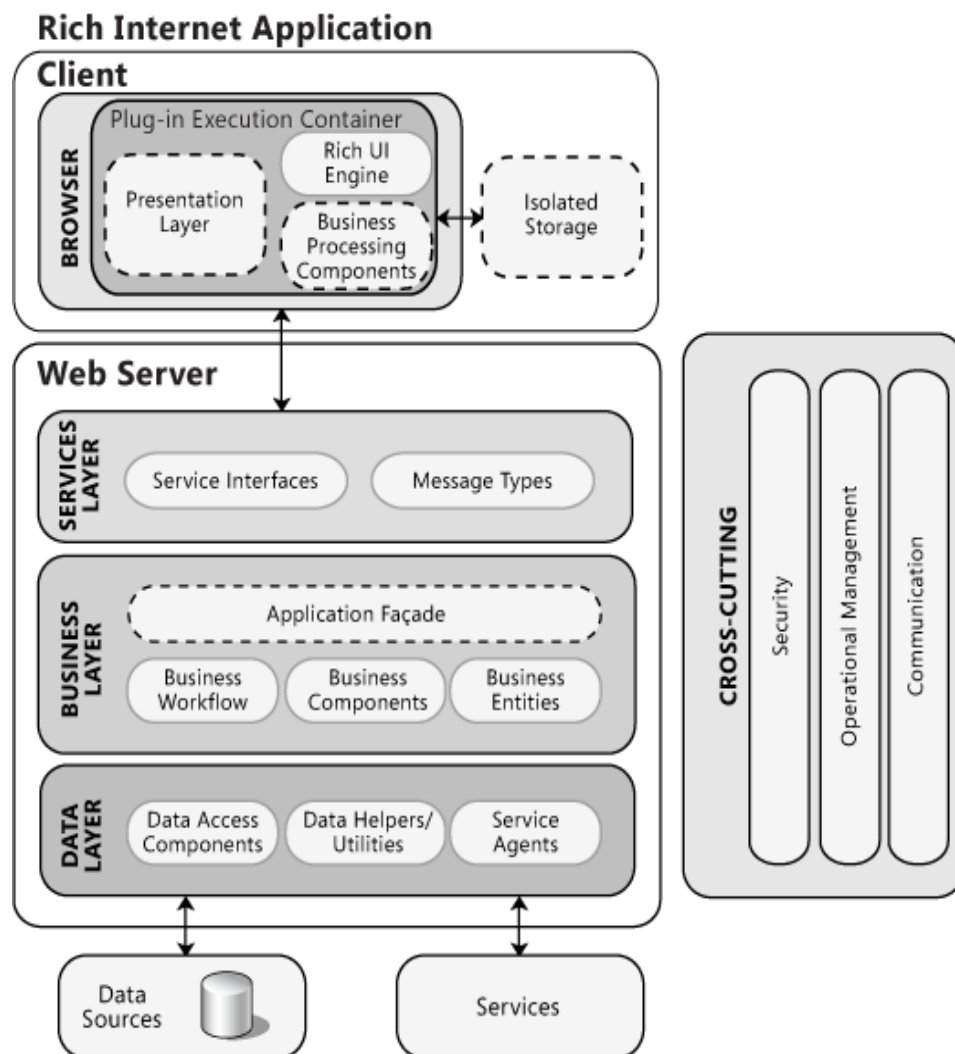 Rich Internet Application
Client
BROWSER
Plug-in Execution Container
Presentation
Layer
Rich UI
Engine
Business
Processing
Components
Isolated
Storage
Web Server
SERVICES
LAYER
Service Interfaces
Message Types
BUSINESS
LAYER
Application Façade
Business
Workflow
Business
Components
Business
Entities
DATA
LAYER
Data Access
Components
Data Helpers/
Utilities
Service
Agents
Data
Sources
Services
CROSS-CUTTING
Security
Operational Management
Communication